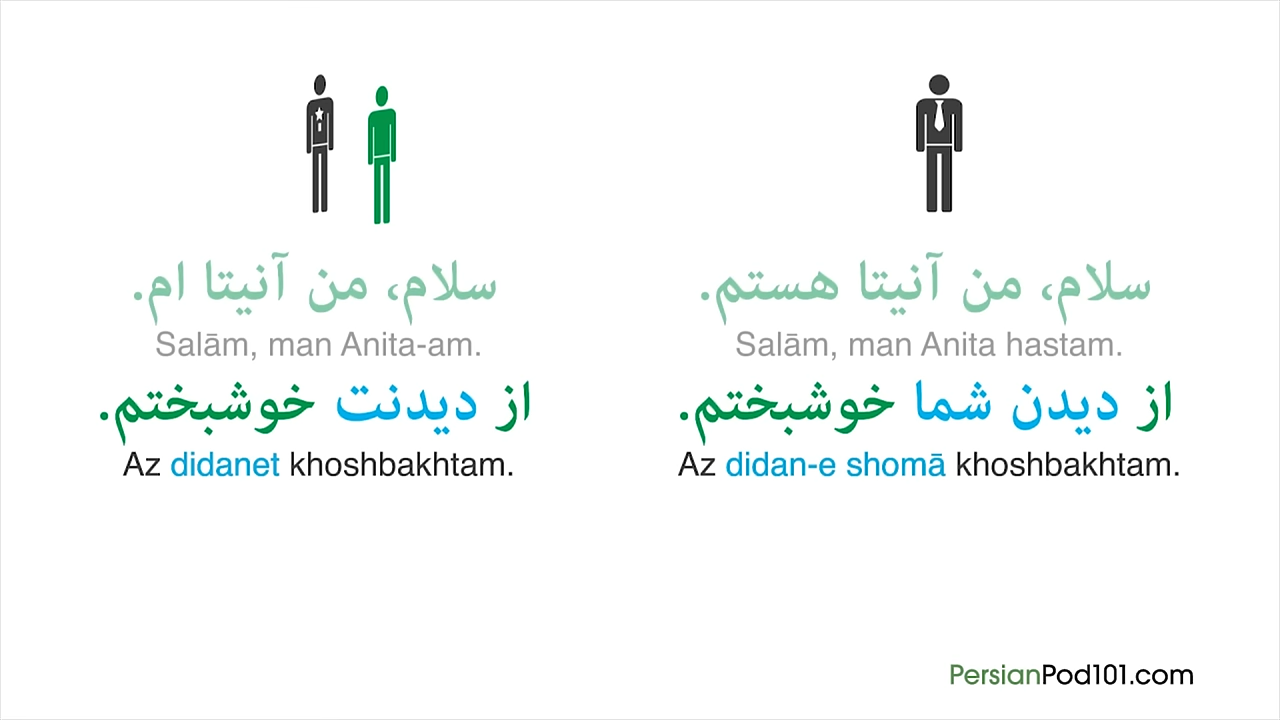 سلام، من آنیتا ام.
Salām, man Anita-am.
از دیدنت خوشبختم.
Az didanet khoshbakhtam.
سلام، من آنیتا هستم.
Salām, man Anita hastam.
از دیدن شما خوشبختم.
Az didan-e shomā khoshbakhtam.
PersianPod101.com